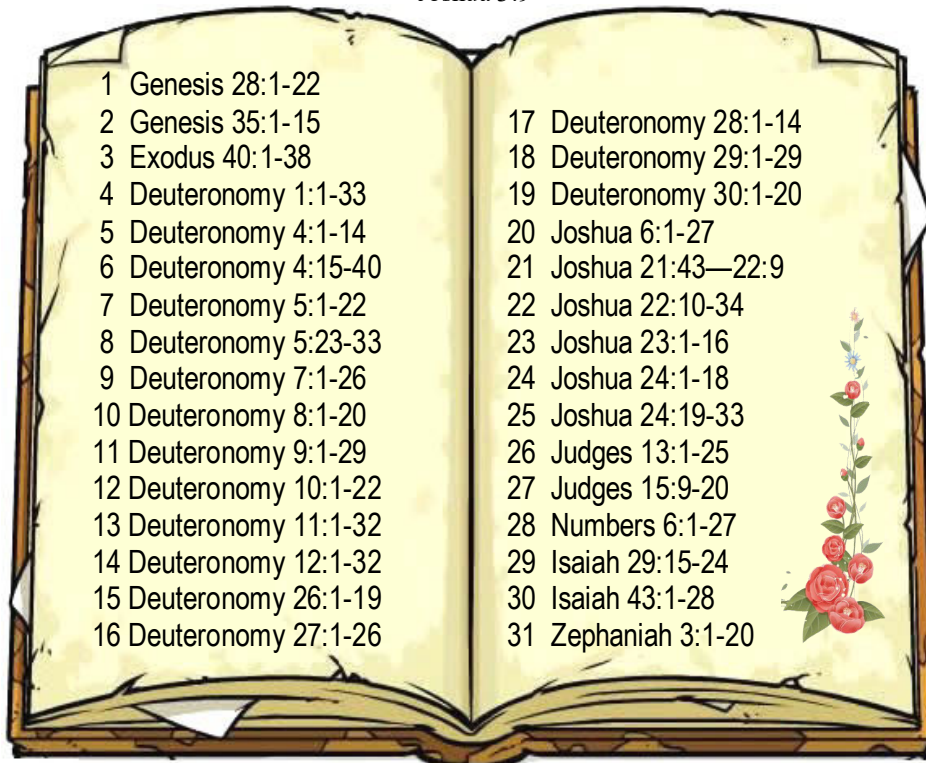 1 Genesis 28:1-22
2 Genesis 35:1-15
3 Exodus 40:1-38
4 Deuteronomy 1:1-33
5 Deuteronomy 4:1-14
6 Deuteronomy 4:15-40
7 Deuteronomy 5:1-22
8 Deuteronomy 5:23-33
9 Deuteronomy 7:1-26
10 Deuteronomy 8:1-20
11 Deuteronomy 9:1-29
12 Deuteronomy 10:1-22
13 Deuteronomy 11:1-32
14 Deuteronomy 12:1-32
15 Deuteronomy 26:1-19
16 Deuteronomy 27:1-26
17 Deuteronomy 28:1-14
18 Deuteronomy 29:1-29
19 Deuteronomy 30:1-20
20 Joshua 6:1-27
21 Joshua 21:43—22:9
22 Joshua 22:10-34
23 Joshua 23:1-16
24 Joshua 24:1-18
25 Joshua 24:19-33
26 Judges 13:1-25
27 Judges 15:9-20
28 Numbers 6:1-27
29 Isaiah 29:15-24
30 Isaiah 43:1-28
31 Zephaniah 3:1-20